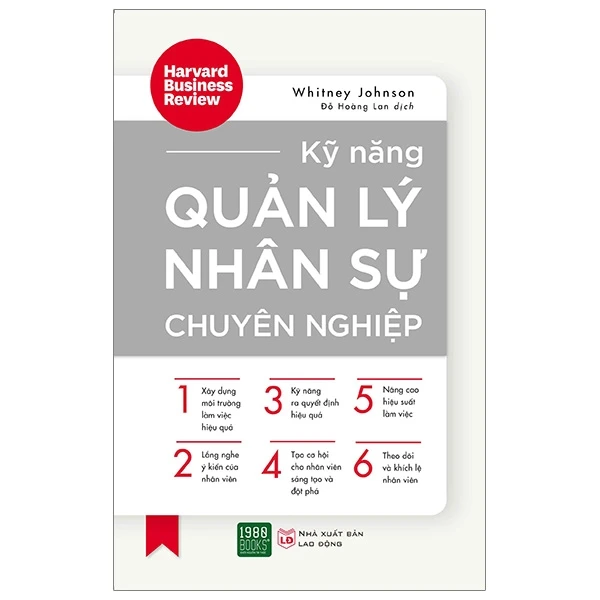 Harvard
Business
Review
Whitney Johnson
Đỗ Hoàng Lan dịch
Kỹ năng
QUẢN LÝ
NHÂN SỰ
CHUYÊN NGHIỆP
1 Xây dựng
môi trường
làm việc
hiệu quả
2 Lắng nghe
ý kiến của
nhân viên
3 Kỹ năng
ra quyết định
hiệu quả
4 Tạo cơ hội
cho nhân viên
sáng tạo và
đột phá
5 Nâng cao
hiệu suất
làm việc
6 Theo dõi
và khích lệ
nhân viên
1980
BOOKS
LĐ
NHÀ XUẤT BẢN
LAO ĐỘNG